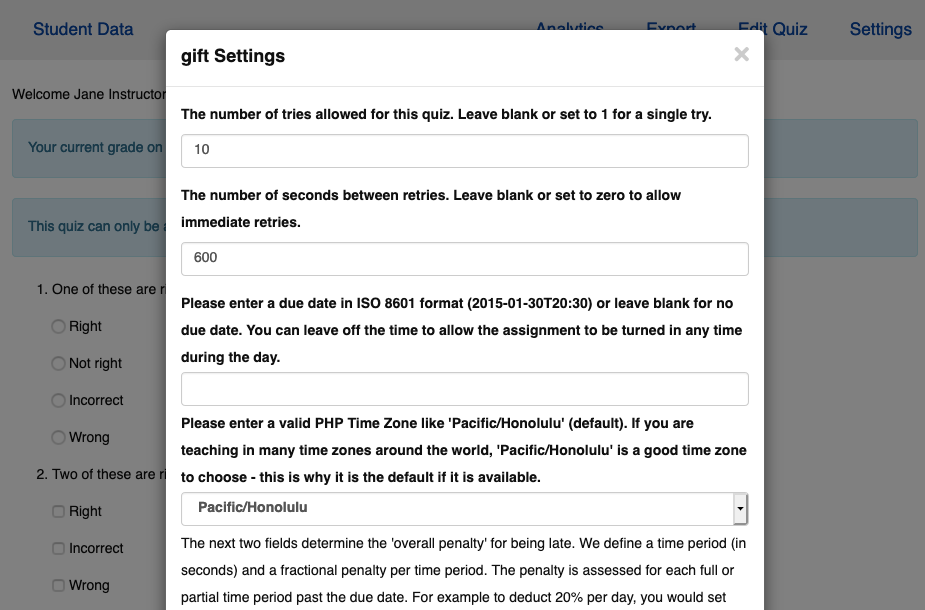 Student Data
Analytics
Export
Edit Quiz
Settings
gift Settings
×
Welcome Jane Instructor
Your current grade on
This quiz can only be
1. One of these are
Right
Not right
Incorrect
Wrong
2. Two of these are
Right
Incorrect
Wrong
The number of tries allowed for this quiz. Leave blank or set to 1 for a single try.
10
The number of seconds between retries. Leave blank or set to zero to allow
immediate retries.
600
Please enter a due date in ISO 8601 format (2015-01-30T20:30) or leave blank for no
due date. You can leave off the time to allow the assignment to be turned in any time
during the day.
Please enter a valid PHP Time Zone like 'Pacific/Honolulu' (default). If you are
teaching in many time zones around the world, 'Pacific/Honolulu' is a good time zone
to choose - this is why it is the default if it is available.
Pacific/Honolulu
The next two fields determine the 'overall penalty' for being late. We define a time period (in
seconds) and a fractional penalty per time period. The penalty is assessed for each full or
partial time period past the due date. For example to deduct 20% per day, you would set